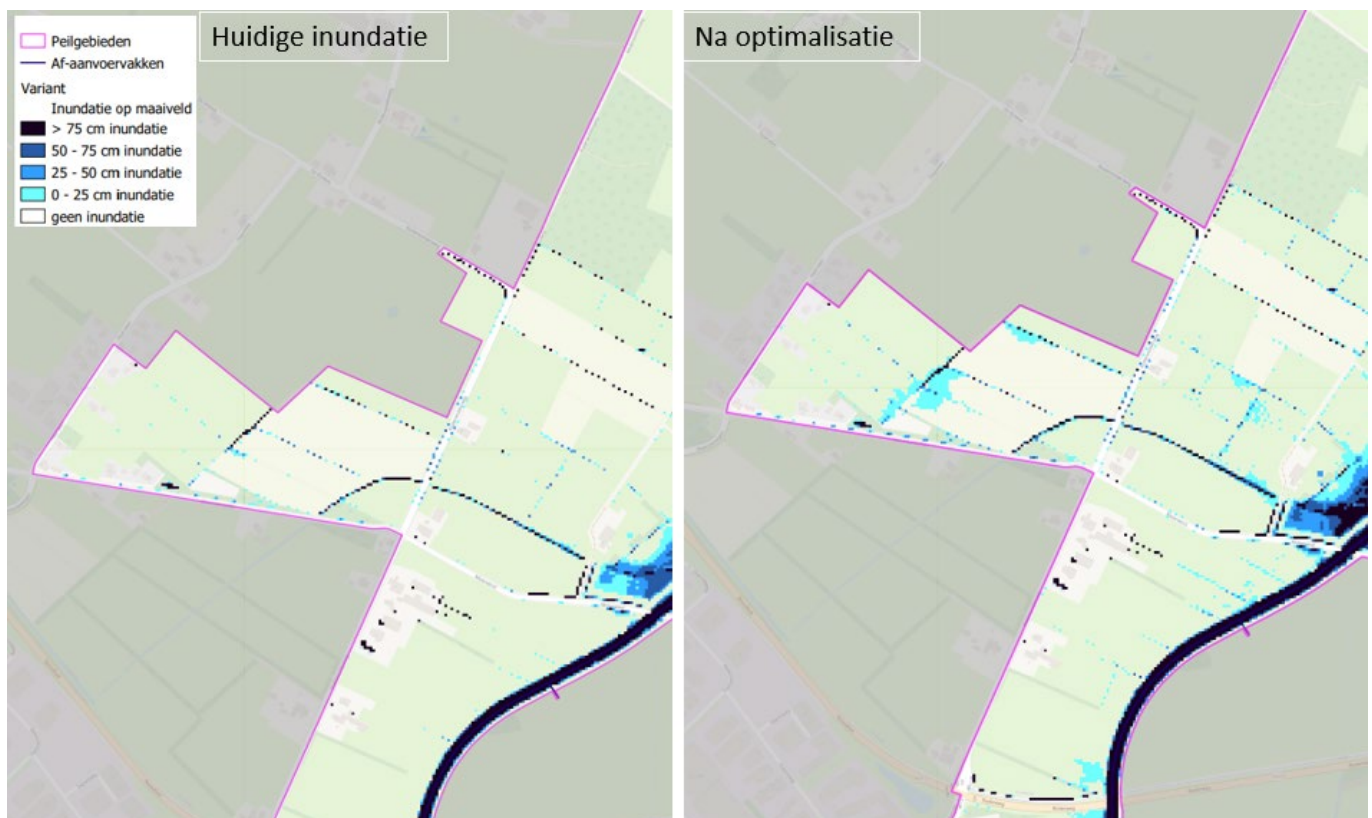 Huidige inundatie
Na optimalisatie
Peilgebieden
Af-aanvoervakken
Variant
Inundatie op maaiveld
> 75 cm inundatie
50 - 75 cm inundatie
25 - 50 cm inundatie
0 - 25 cm inundatie
geen inundatie